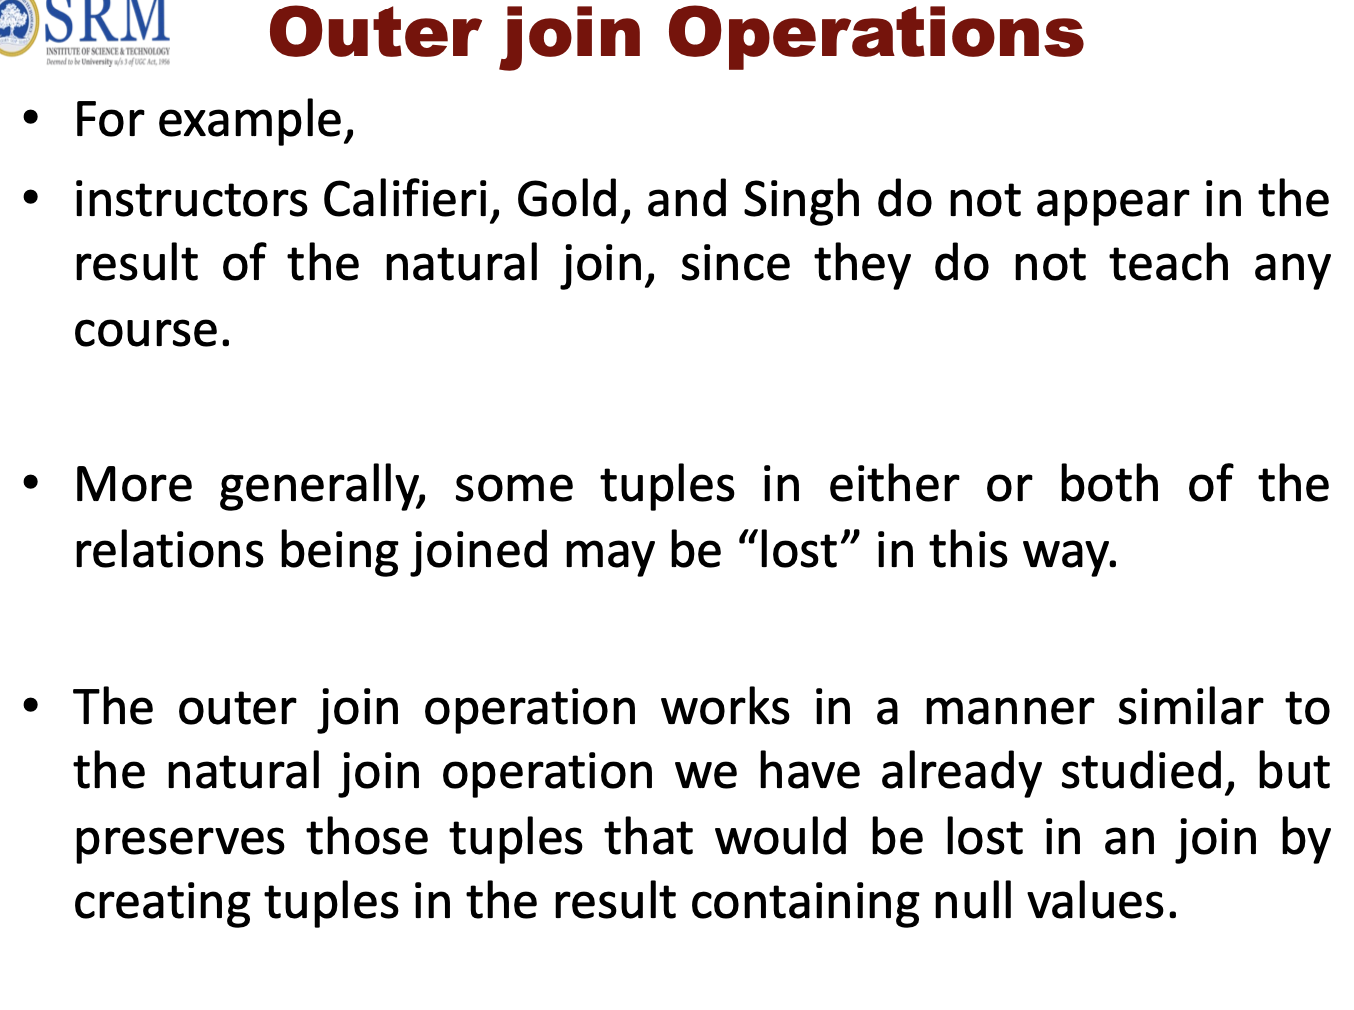 SRM
INSTITUTE OF SCIENCE & TECHNOLOGY
Deemed to be University u/s 3 of UGC Act, 1956
Outer join Operations
• For example,
• instructors Califieri, Gold, and Singh do not appear in the
result of the natural join, since they do not teach any
course.
• More generally, some tuples in either or both of the
relations being joined may be “lost” in this way.
• The outer join operation works in a manner similar to
the natural join operation we have already studied, but
preserves those tuples that would be lost in an join by
creating tuples in the result containing null values.